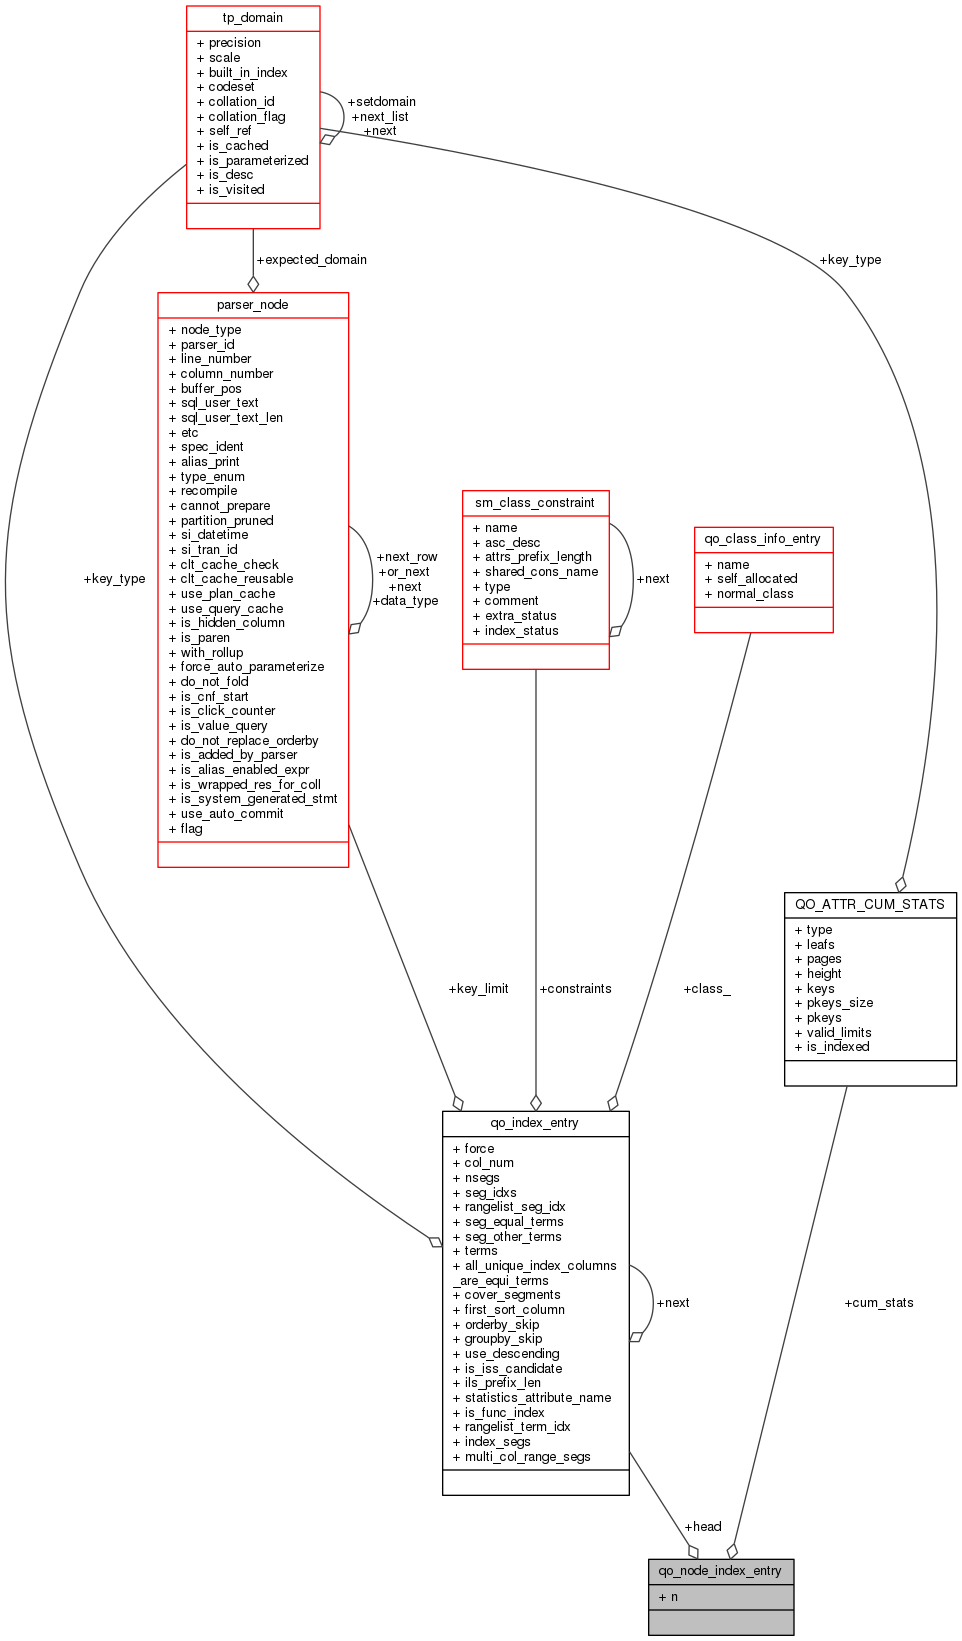 tp_domain
+ precision
+ scale
+ built_in_index
+ codeset
+ collation_id
+ collation_flag
+ self_ref
+ is_cached
+ is_parameterized
+ is_desc
+ is_visited
+setdomain
+next_list
+next
+expected_domain
+key_type
parser_node
+ node_type
+ parser_id
+ line_number
+ column_number
+ buffer_pos
+ sql_user_text
+ sql_user_text_len
+ etc
+ spec_ident
+ alias_print
+ type_enum
+ recompile
+ cannot_prepare
+ partition_pruned
+ si_datetime
+ si_tran_id
+ clt_cache_check
+ clt_cache_reusable
+ use_plan_cache
+ use_query_cache
+ is_hidden_column
+ is_paren
+ with_rollup
+ force_auto_parameterize
+ do_not_fold
+ is_cnf_start
+ is_click_counter
+ is_value_query
+ do_not_replace_orderby
+ is_added_by_parser
+ is_alias_enabled_expr
+ is_wrapped_res_for_coll
+ is_system_generated_stmt
+ use_auto_commit
+ flag
+next_row
+or_next
+next
+data_type
+key_type
sm_class_constraint
+ name
+ asc_desc
+ attrs_prefix_length
+ shared_cons_name
+ type
+ comment
+ extra_status
+ index_status
+next
qo_class_info_entry
+ name
+ self_allocated
+ normal_class
QO_ATTR_CUM_STATS
+ type
+ leafs
+ pages
+ height
+ keys
+ pkeys_size
+ pkeys
+ valid_limits
+ is_indexed
+key_limit
+constraints
+class_
qo_index_entry
+ force
+ col_num
+ nsegs
+ seg_idxs
+ rangelist_seg_idx
+ seg_equal_terms
+ seg_other_terms
+ terms
+ all_unique_index_columns
_are_equi_terms
+ cover_segments
+ first_sort_column
+ orderby_skip
+ groupby_skip
+ use_descending
+ is_iss_candidate
+ ils_prefix_len
+ statistics_attribute_name
+ is_func_index
+ rangelist_term_idx
+ index_segs
+ multi_col_range_segs
+next
+cum_stats
+head
qo_node_index_entry
+ n